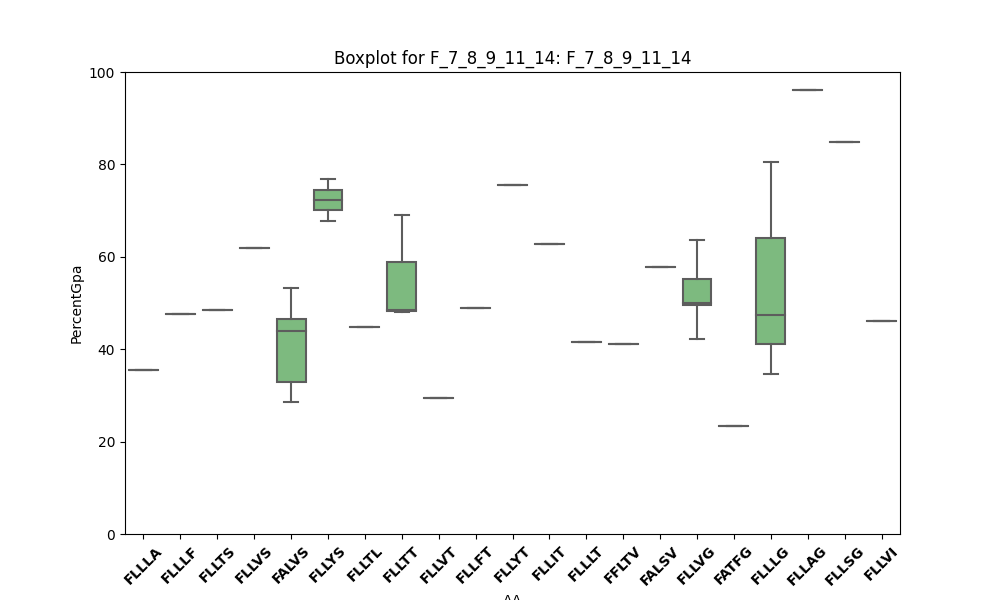 Boxplot for F_7_8_9_11_14: F_7_8_9_11_14
100
80
60
40
20
0
PercentGpa
FLLLA
FLLLF
FLLTS
FLLVS
FALVS
FLLYS
FLLTL
FLLTT
FLLVT
FLLFT
FLLYT
FLLIT
FLLLT
FFLTV
FALSV
FLLVG
FATFG
FLLLG
FLLAG
FLLSG
FLLVI
AA